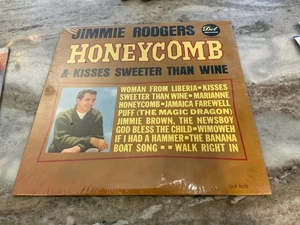 JIMMIE RODGERS
Dot
HONEYCOMB
& KISSES SWEETER THAN WINE
WOMAN FROM LIBERIA • KISSES
SWEETER THAN WINE • MARIANNE
HONEYCOMB • JAMAICA FAREWELL
PUFF (THE MAGIC DRAGON)
JIMMIE BROWN, THE NEWSBOY
GOD BLESS THE CHILD • WIMOWEH
IF I HAD A HAMMER • THE BANANA
BOAT SONG • • WALK RIGHT IN